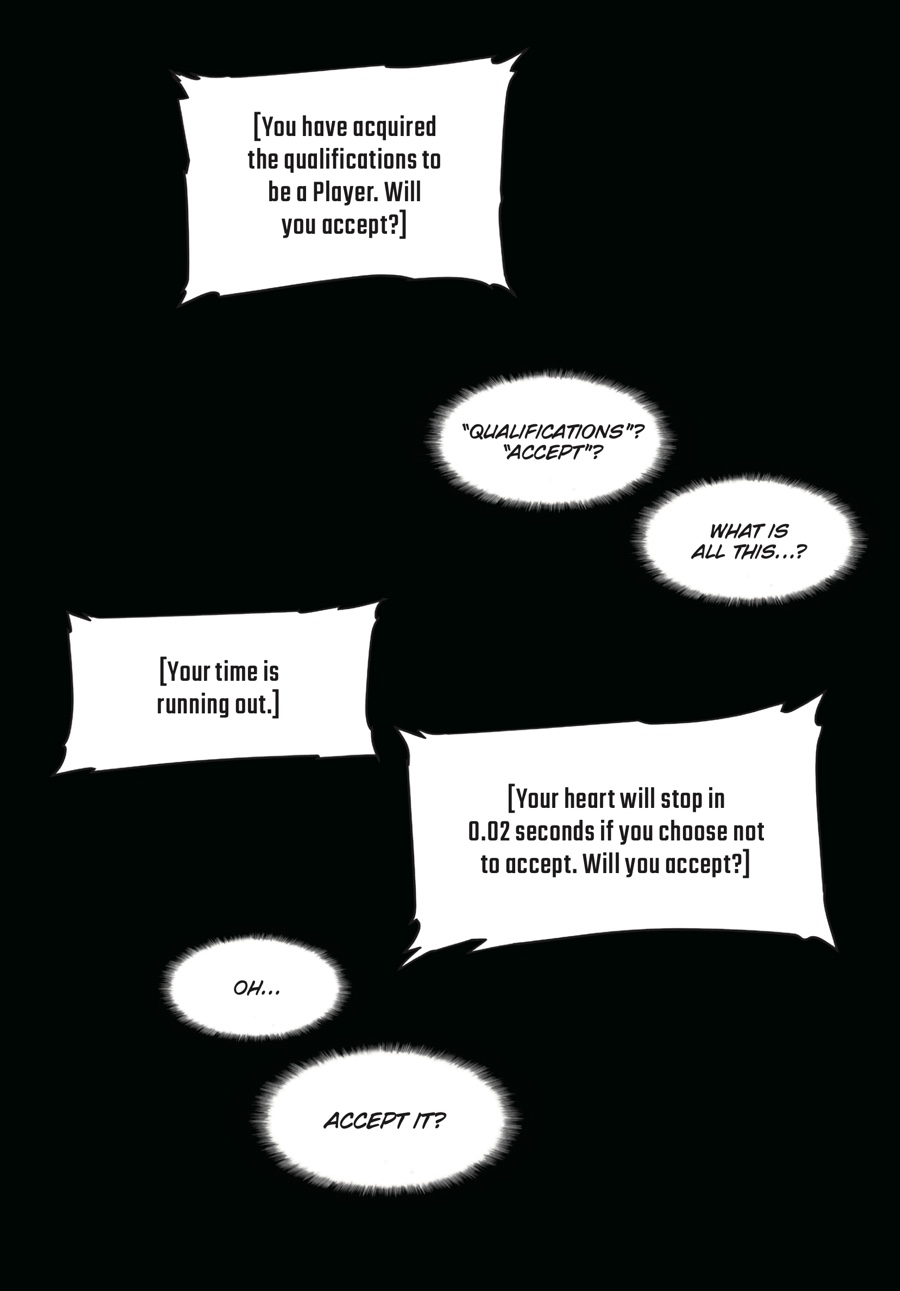 [You have acquired
the qualifications to
be a Player. Will
you accept?]
"QUALIFICATIONS"?
"ACCEPT"?
WHAT IS
ALL THIS...?
[Your time is
running out.]
[Your heart will stop in
0.02 seconds if you choose not
to accept. Will you accept?]
OH...
ACCEPT IT?